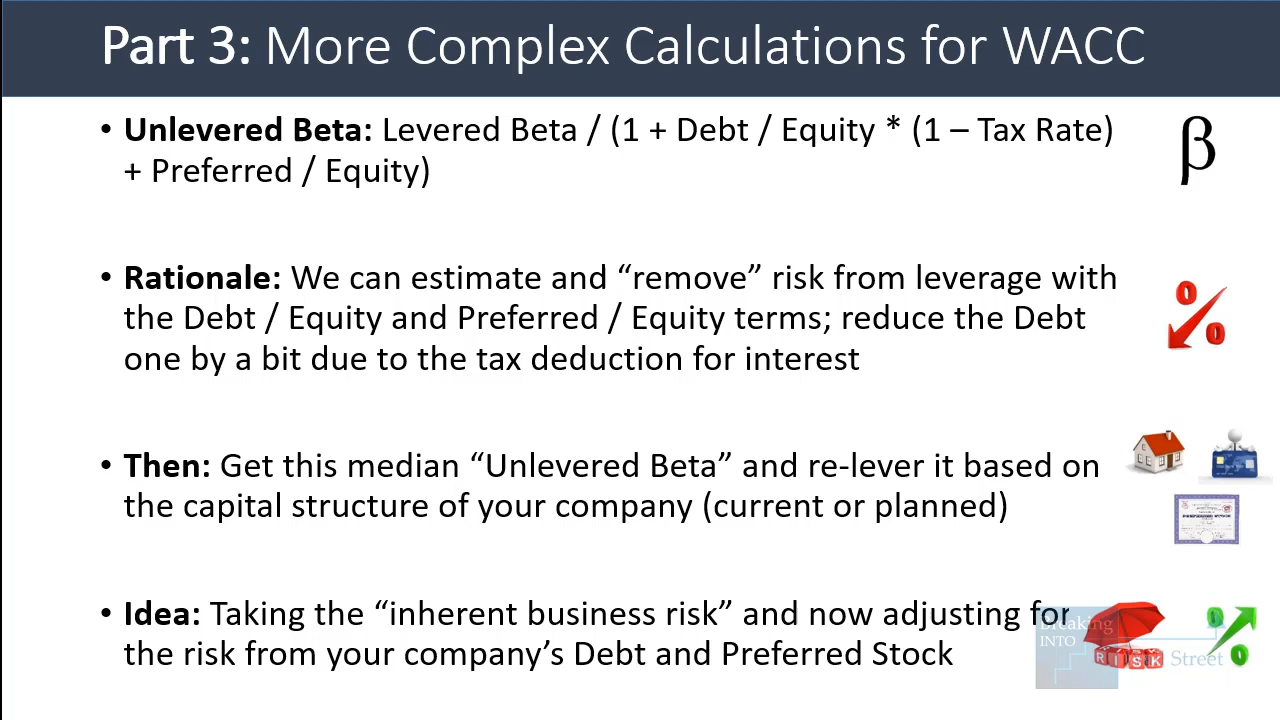 Part 3: More Complex Calculations for WACC
• Unlevered Beta: Levered Beta / (1 + Debt / Equity * (1 – Tax Rate)
+ Preferred / Equity)
β
• Rationale: We can estimate and “remove” risk from leverage with
the Debt / Equity and Preferred / Equity terms; reduce the Debt
one by a bit due to the tax deduction for interest
• Then: Get this median “Unlevered Beta” and re-lever it based on
the capital structure of your company (current or planned)
• Idea: Taking the “inherent business risk” and now adjusting for
the risk from your company’s Debt and Preferred Stock
Breaking
INTO
Street
RISK